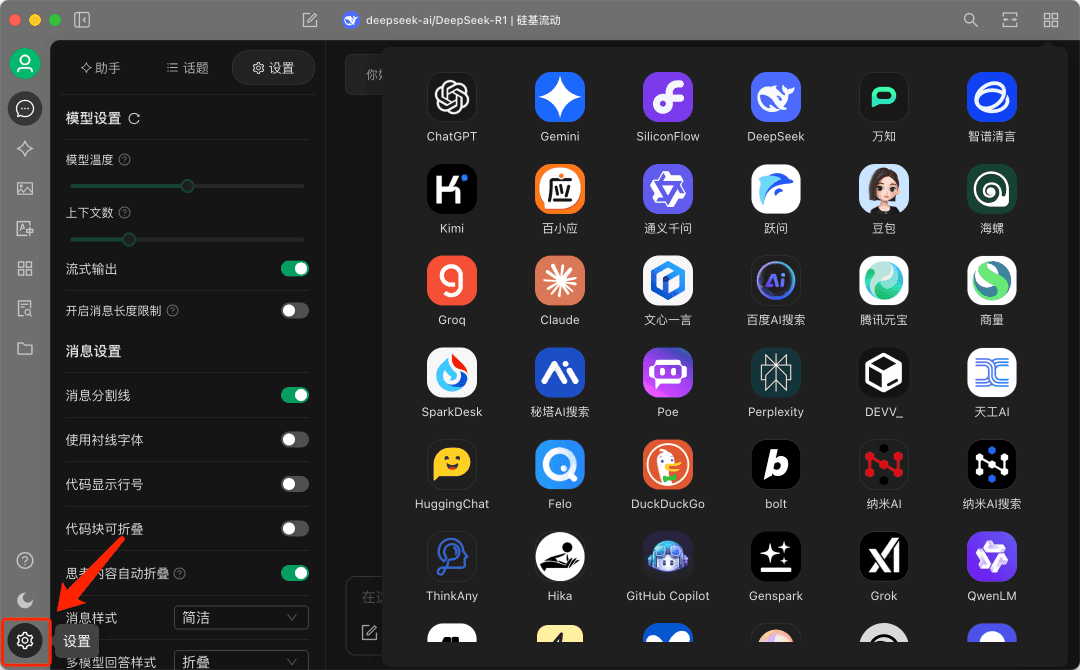 deepseek-ai/DeepSeek-R1 | 硅基流动
助手
话题
设置
模型设置
模型温度
上下文数
流式输出
开启消息长度限制
消息设置
消息分割线
使用衬线字体
代码显示行号
代码块可折叠
思考内容自动折叠
消息样式
简洁
多模型回答样式
折叠
设置
你好
在这
ChatGPT
Gemini
SiliconFlow
DeepSeek
万知
智谱清言
Kimi
百小应
通义千问
跃问
豆包
海螺
Groq
Claude
文心一言
百度AI搜索
腾讯元宝
商量
SparkDesk
秘塔AI搜索
Poe
Perplexity
DEVV_
天工AI
HuggingChat
Felo
DuckDuckGo
bolt
纳米AI
纳米AI搜索
ThinkAny
Hika
GitHub Copilot
Genspark
Grok
QwenLM